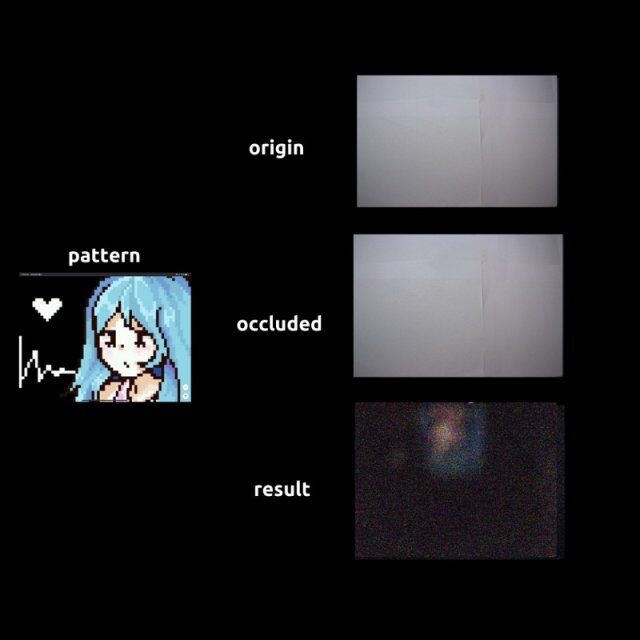 origin
pattern
occluded
result